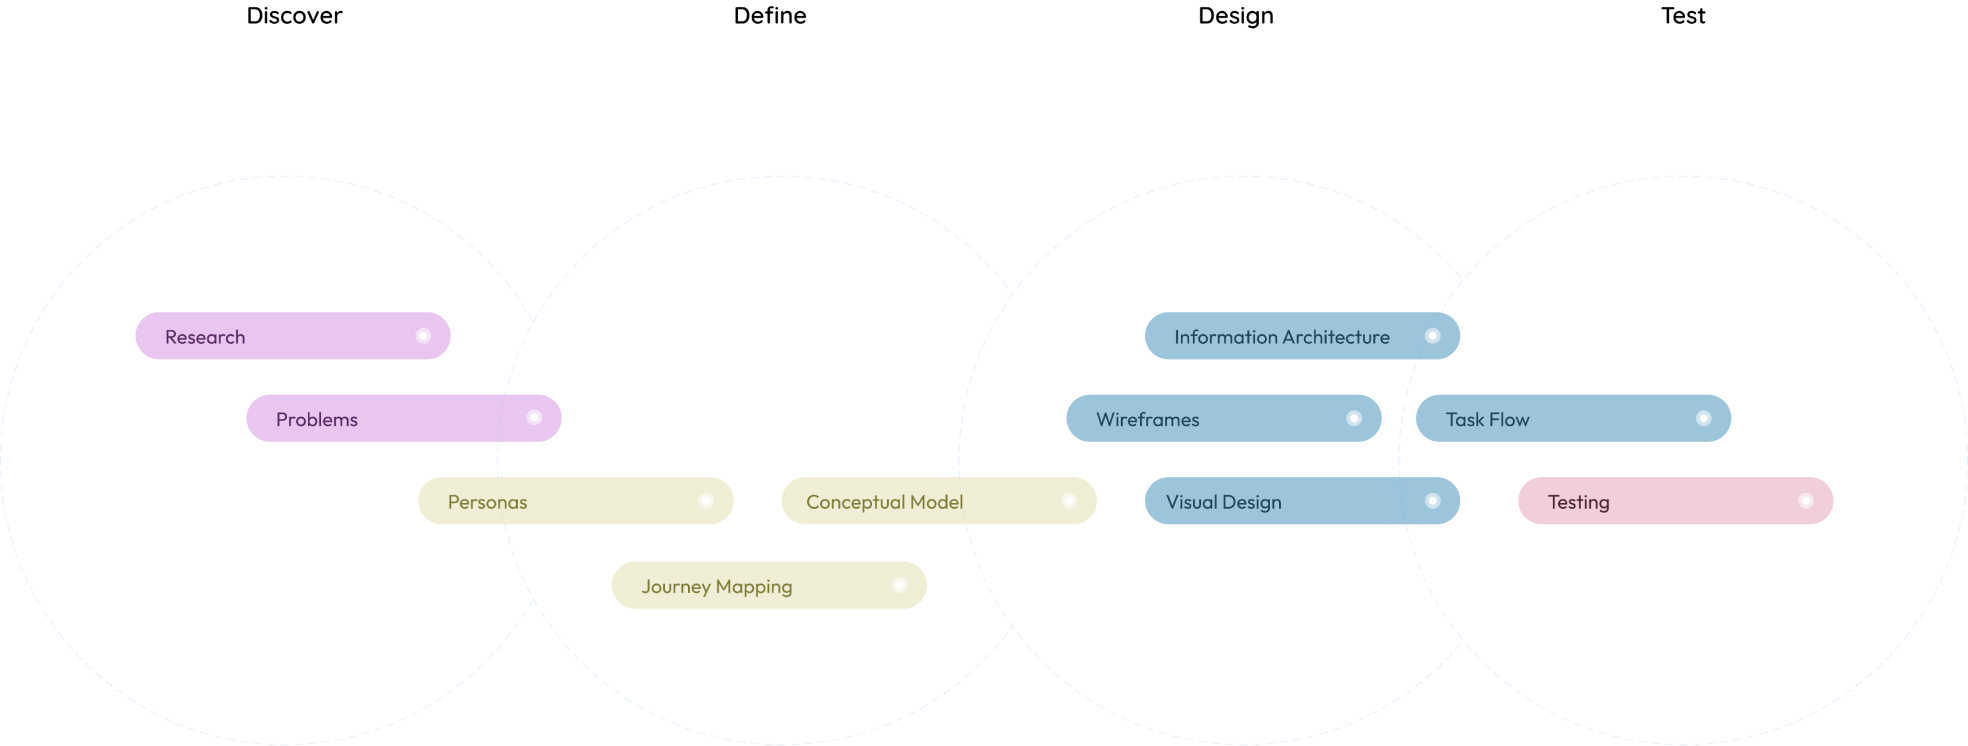 Discover
Define
Design
Test
Research
Information Architecture
Problems
Wireframes
Task Flow
Personas
Conceptual Model
Visual Design
Testing
Journey Mapping